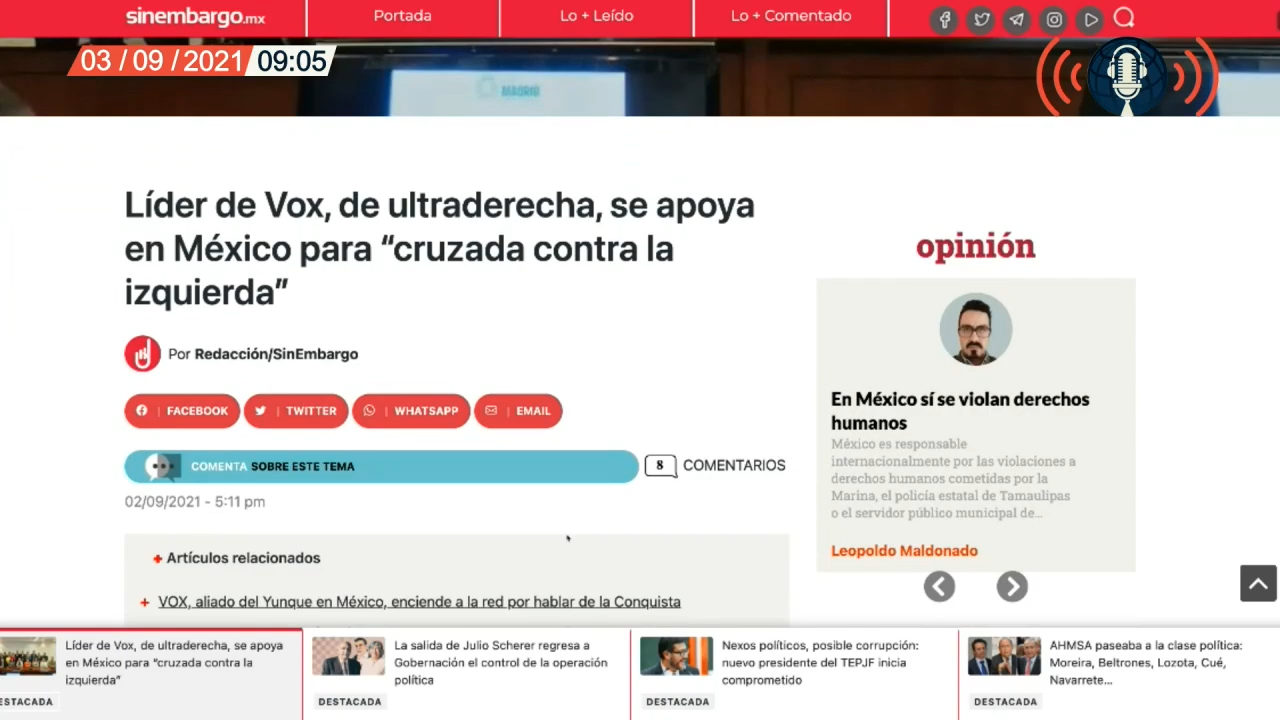 sinembargo.mx
Portada
Lo + Leído
Lo + Comentado
03 / 09 / 2021 09:05
MADRID
Líder de Vox, de ultraderecha, se apoya
en México para “cruzada contra la
izquierda”
Por Redacción/SinEmbargo
FACEBOOK
TWITTER
WHATSAPP
EMAIL
COMENTA SOBRE ESTE TEMA
8 COMENTARIOS
02/09/2021 - 5:11 pm
+ Artículos relacionados
+ VOX, aliado del Yunque en México, enciende a la red por hablar de la Conquista
opinión
En México sí se violan derechos
humanos
México es responsable
internacionalmente por las violaciones a
derechos humanos cometidas por la
Marina, el policía estatal de Tamaulipas
o el servidor público municipal de...
Leopoldo Maldonado
Líder de Vox, de ultraderecha, se apoya
en México para “cruzada contra la
izquierda”
ESTACADA
La salida de Julio Scherer regresa a
Gobernación el control de la operación
política
DESTACADA
Nexos políticos, posible corrupción:
nuevo presidente del TEPJF inicia
comprometido
DESTACADA
AHMSA paseaba a la clase política:
Moreira, Beltrones, Lozota, Cué,
Navarrete...
DESTACADA